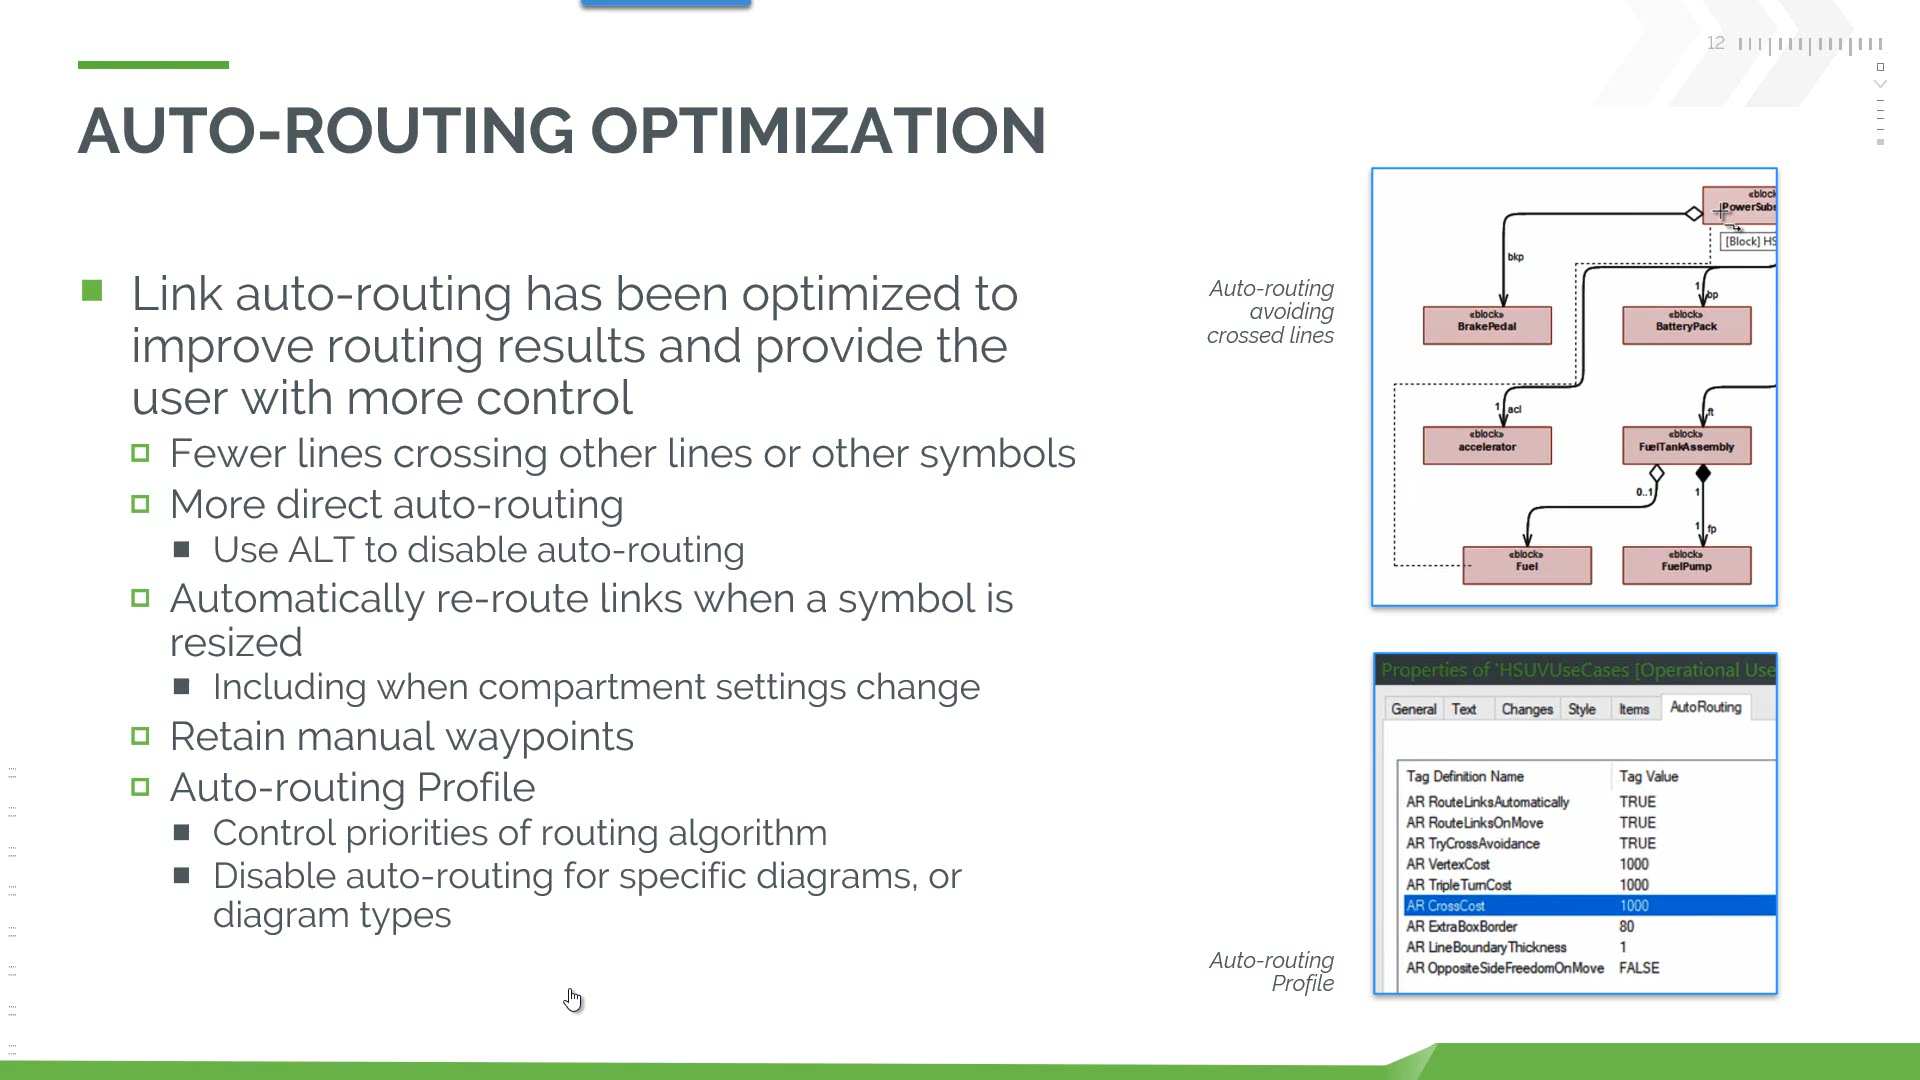 12
AUTO-ROUTING OPTIMIZATION
Link auto-routing has been optimized to
improve routing results and provide the
user with more control
Fewer lines crossing other lines or other symbols
More direct auto-routing
Use ALT to disable auto-routing
Automatically re-route links when a symbol is
resized
Including when compartment settings change
Retain manual waypoints
Auto-routing Profile
Control priorities of routing algorithm
Disable auto-routing for specific diagrams, or
diagram types
Auto-routing
avoiding
crossed lines
«block
PowerSubs
[Block] HS
bkp
1 bp
«block»
BrakePedal
«block»
BatteryPack
1 acl
ft
«block»
accelerator
«block»
FuelTankAssembly
0..1
1
1 fp
«block»
Fuel
«block»
FuelPump
Auto-routing
Profile
Properties of 'HSUVUseCases [Operational Use
General Text Changes Style Items AutoRouting
Tag Definition Name Tag Value
AR RouteLinksAutomatically TRUE
AR RouteLinksOnMove TRUE
AR TryCrossAvoidance TRUE
AR VertexCost 1000
AR TripleTurnCost 1000
AR CrossCost 1000
AR ExtraBoxBorder 80
AR LineBoundaryThickness 1
AR OppositeSideFreedomOnMove FALSE